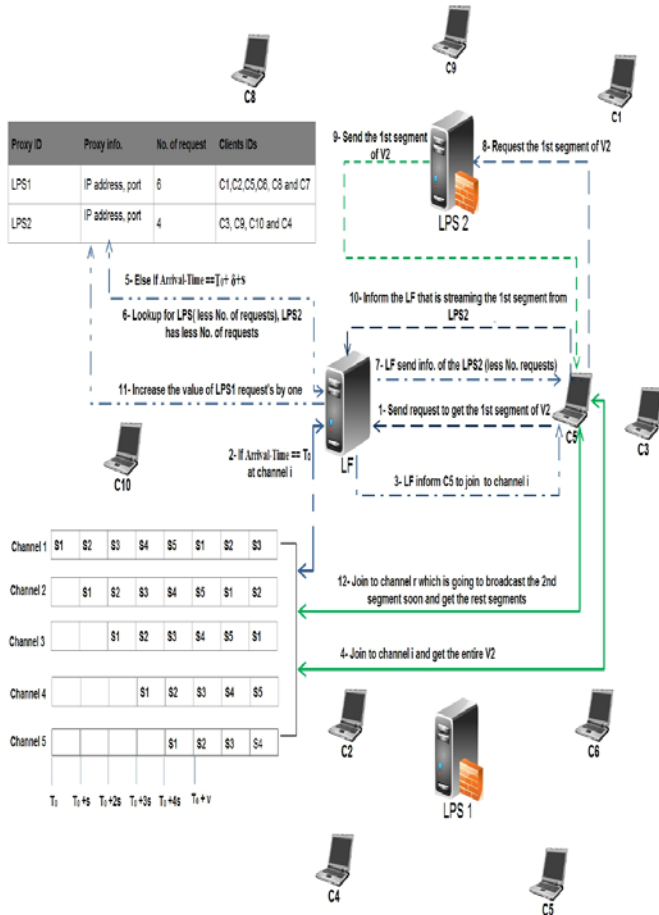 C8
C9
C1
Proxy ID Proxy info. No. of request Clients IDs
LPS1 IP address, port 6 C1,C2,C5,C6, C8 and C7
LPS2 IP address, port 4 C3, C9, C10 and C4
9- Send the 1st segment
of V2
8- Request the 1st segment of V2
LPS 2
5- Else If Arrival-Time ==T₀+ δ+s
6- Lookup for LPS( less No. of requests), LPS2
has less No. of requests
10- Inform the LF that is streaming the 1st segment from
LPS2
7- LF send info. of the LPS2 (less No. requests)
11- Increase the value of LPS1 request's by one
1- Send request to get the 1st segment of V2
C5
C3
2- If Arrival-Time == T₀
at channel i
LF
C10
3- LF inform C5 to join to channel i
Channel 1 S1 S2 S3 S4 S5 S1 S2 S3
Channel 2 S1 S2 S3 S4 S5 S1 S2
12- Join to channel r which is going to broadcast the 2nd
segment soon and get the rest segments
Channel 3 S1 S2 S3 S4 S5 S1
4- Join to channel i and get the entire V2
Channel 4 S1 S2 S3 S4 S5
Channel 5 S1 S2 S3 S4
T₀ T₀ +s T₀ +2s T₀ +3s T₀ +4s T₀ + v
C2
C6
LPS 1
C4
C5